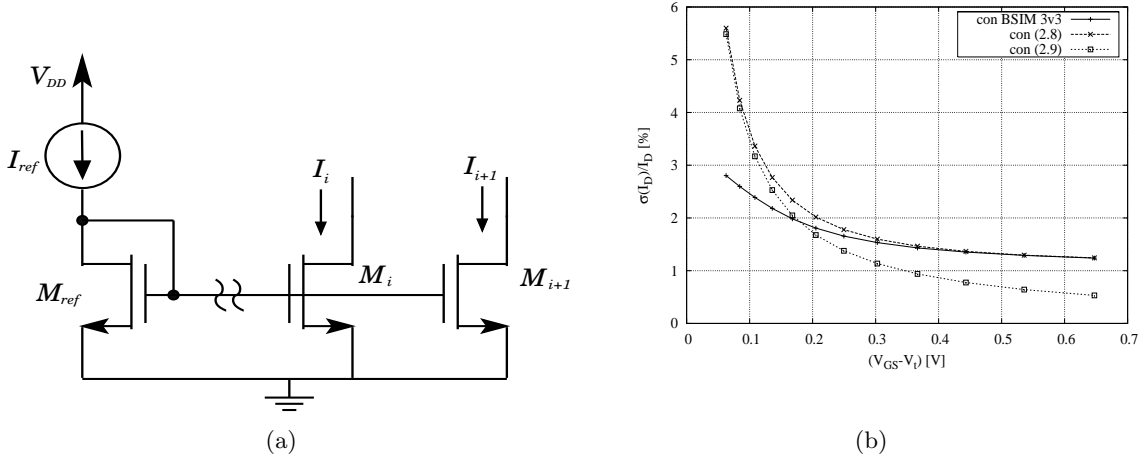 V_DD
I_ref
I_i
I_{i+1}
M_ref
M_i
M_{i+1}
(a)
con BSIM 3v3
con (2.8)
con (2.9)
σ(I_D)/I_D [%]
6
5
4
3
2
1
0
0 0.1 0.2 0.3 0.4 0.5 0.6 0.7
(V_GS-V_t) [V]
(b)